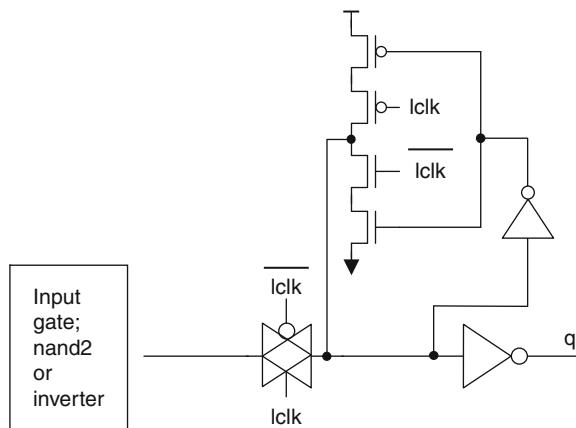 lclk
lclk
lclk
Input
gate;
nand2
or
inverter
q
lclk